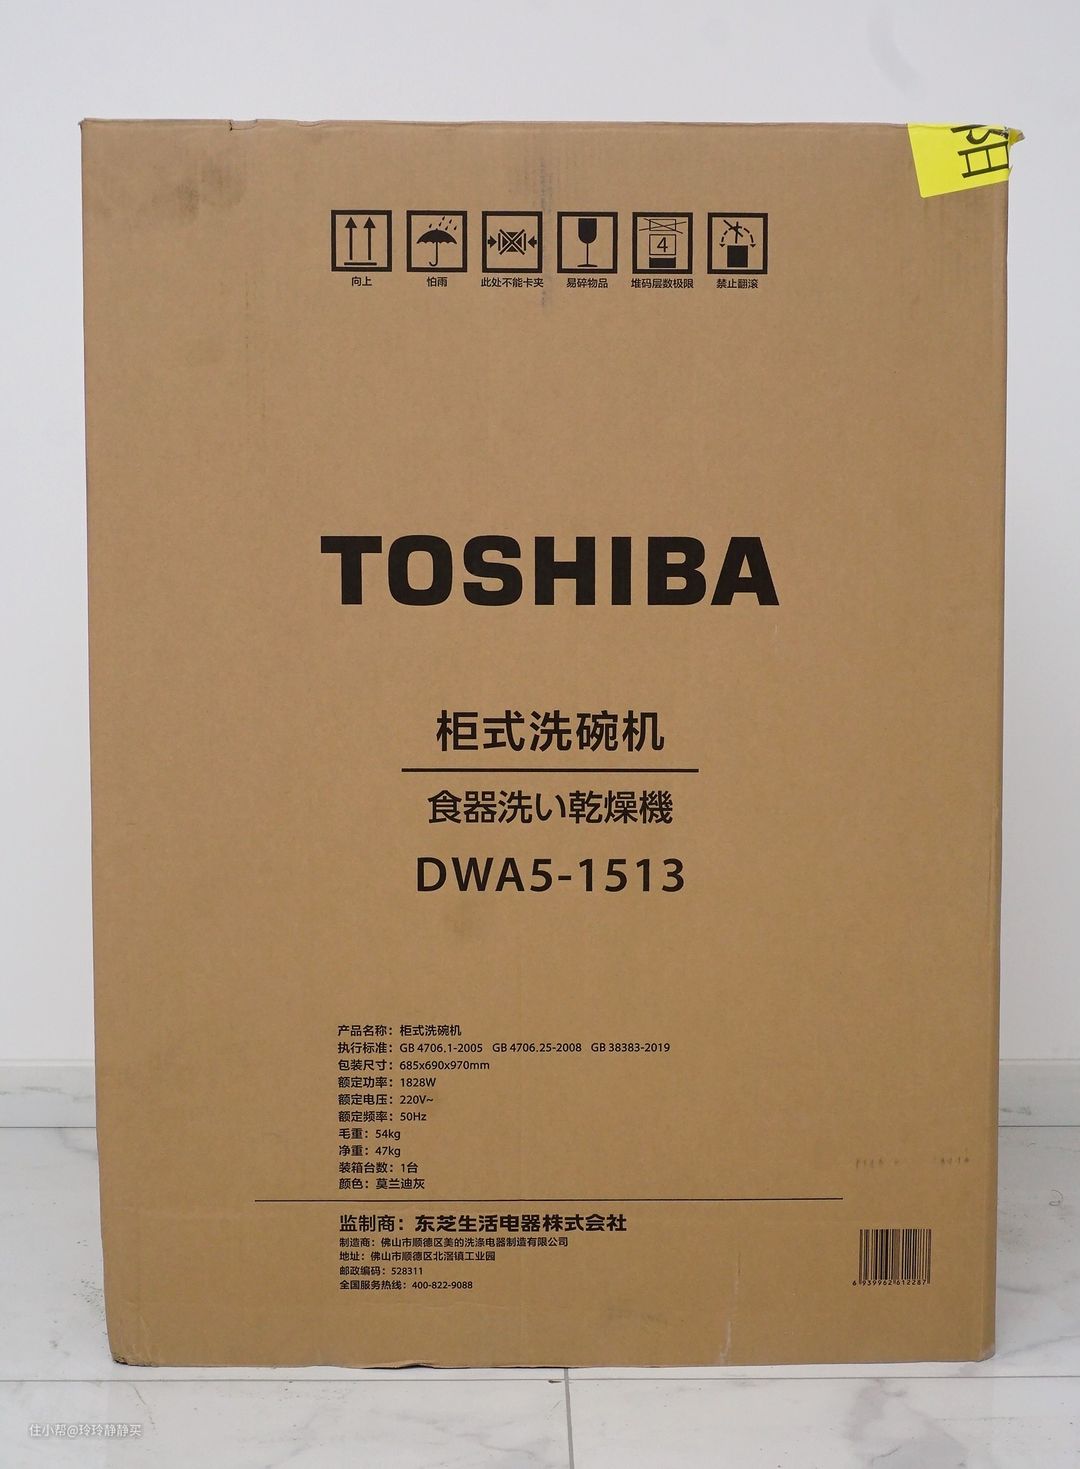 4
向上 怕雨 此处不能卡夹 易碎物品 堆码层数极限 禁止翻滚
TOSHIBA
柜式洗碗机
食器洗い乾燥機
DWA5-1513
产品名称：柜式洗碗机
执行标准：GB 4706.1-2005 GB 4706.25-2008 GB 38383-2019
包装尺寸：685x690x970mm
额定功率：1828W
额定电压：220V~
额定频率：50Hz
毛重：54kg
净重：47kg
装箱台数：1台
颜色：莫兰迪灰
监制商：东芝生活电器株式会社
制造商：佛山市顺德区美的洗涤电器制造有限公司
地址：佛山市顺德区北滘镇工业园
邮政编码：528311
全国服务热线：400-822-9088
6 939962 612287
住小帮@玲玲静静买